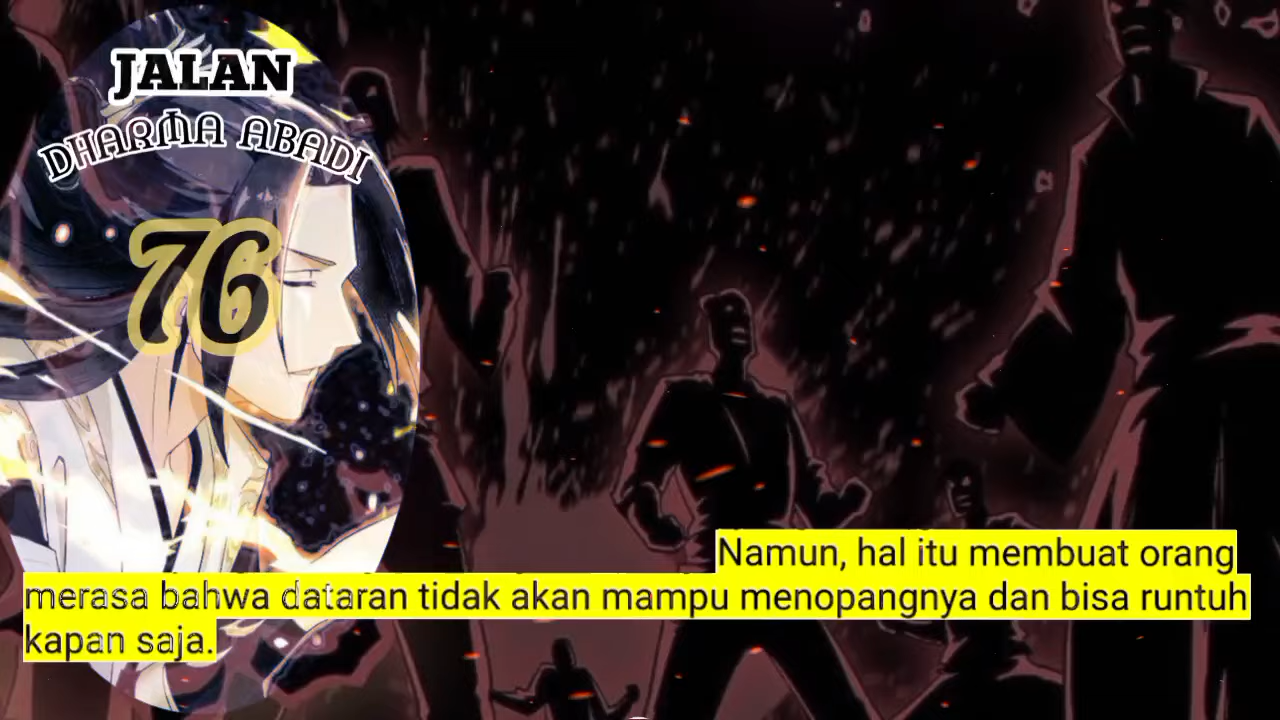 JALAN
DHARMA ABADI
76
Namun, hal itu membuat orang
merasa bahwa dataran tidak akan mampu menopangnya dan bisa runtuh
kapan saja.